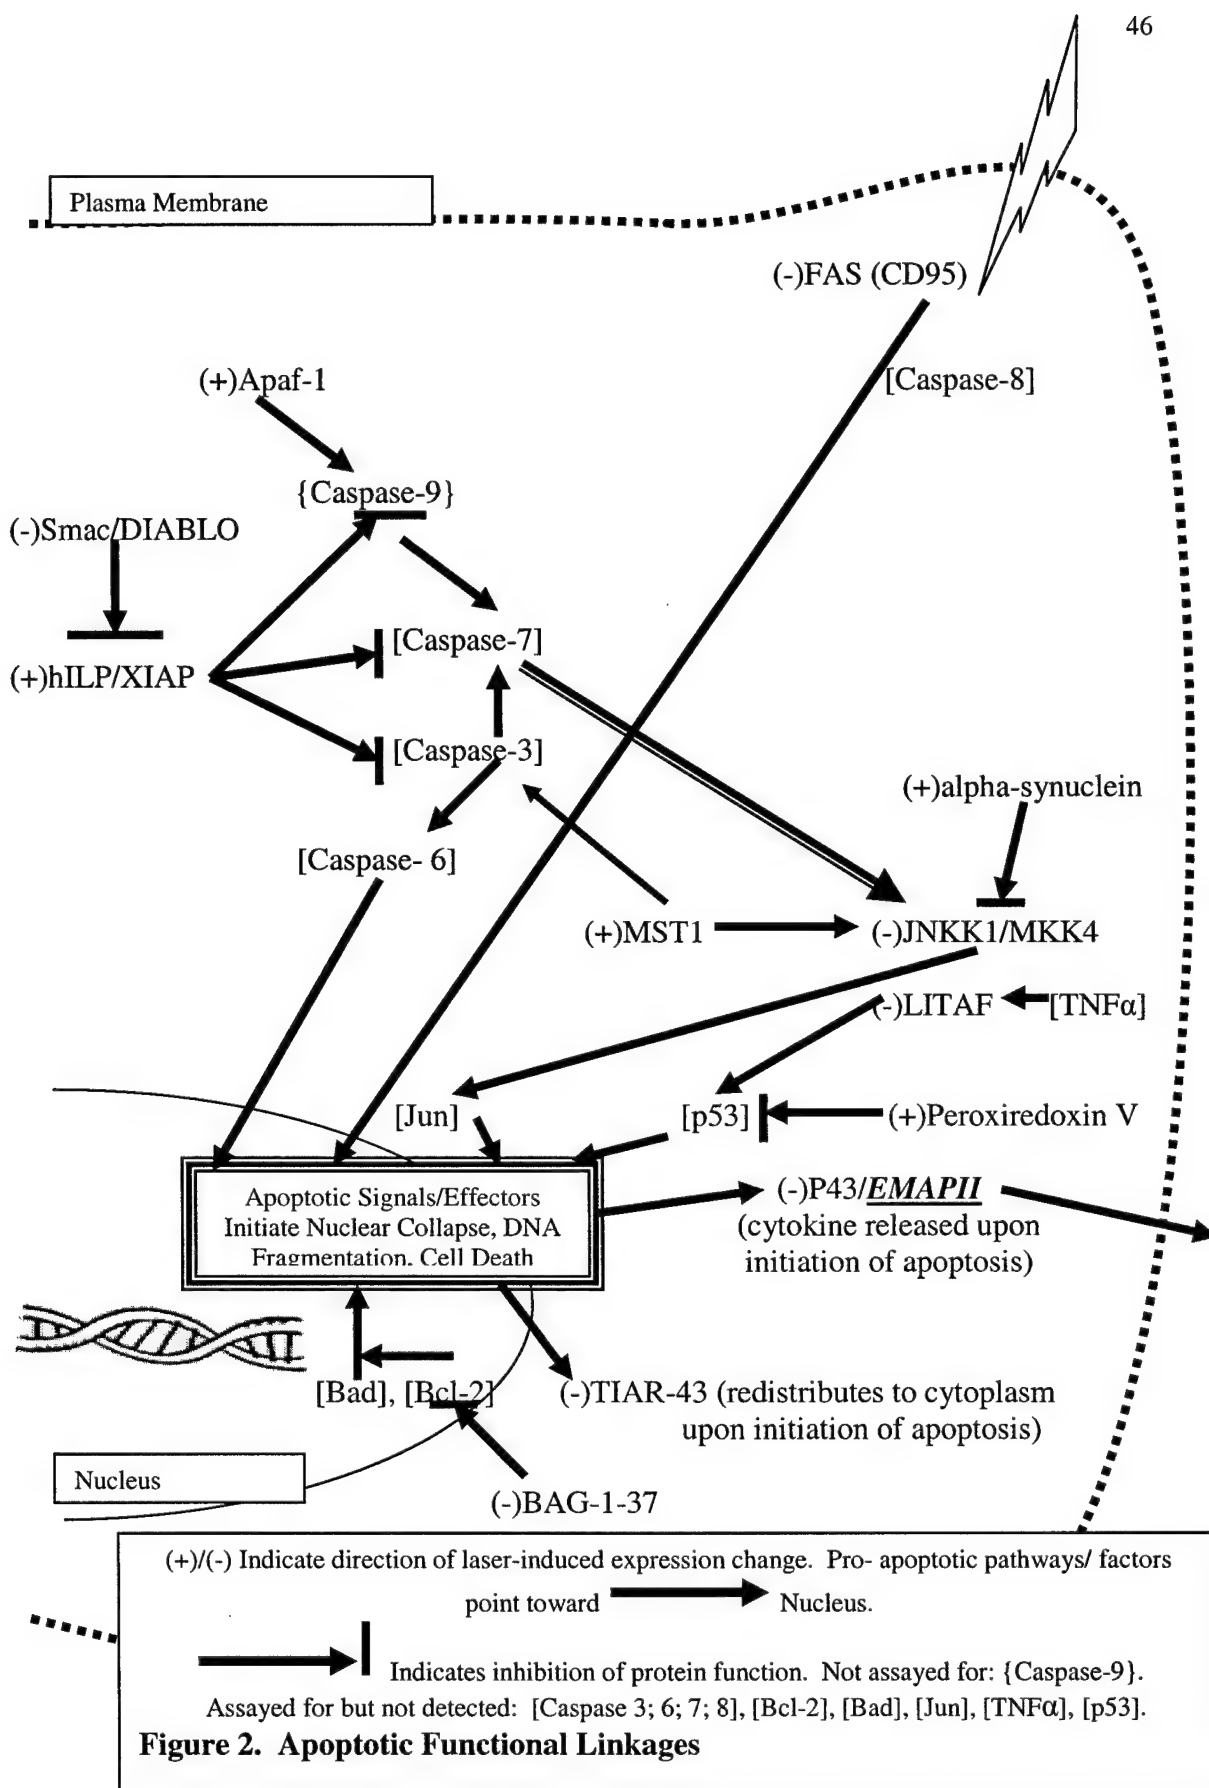 46
Plasma Membrane
(-)FAS (CD95)
(+)Apaf-1
[Caspase-8]
{Caspase-9}
(-)Smac/DIABLO
[Caspase-7]
(+)hILP/XIAP
[Caspase-3]
(+)alpha-synuclein
[Caspase- 6]
(+)MST1
(-)JNKK1/MKK4
(-)LITAF
[TNFα]
[Jun]
[p53]
(+)Peroxiredoxin V
Apoptotic Signals/Effectors
Initiate Nuclear Collapse, DNA
Fragmentation. Cell Death
(-)P43/EMAPII
(cytokine released upon
initiation of apoptosis)
[Bad], [Bcl-2]
(-)TIAR-43 (redistributes to cytoplasm
upon initiation of apoptosis)
Nucleus
(-)BAG-1-37
(+)/(-) Indicate direction of laser-induced expression change. Pro- apoptotic pathways/ factors
point toward Nucleus.
Indicates inhibition of protein function. Not assayed for: {Caspase-9}.
Assayed for but not detected: [Caspase 3; 6; 7; 8], [Bcl-2], [Bad], [Jun], [TNFα], [p53].
Figure 2. Apoptotic Functional Linkages